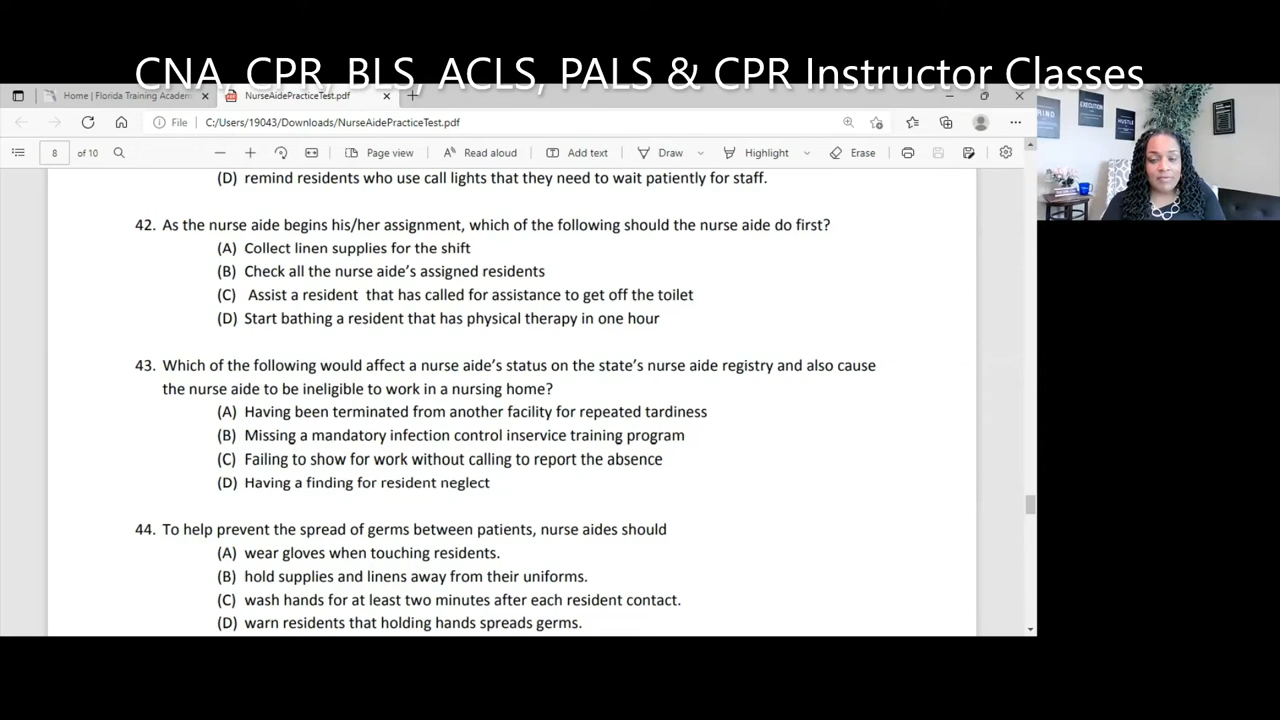 CNA, CPR, BLS, ACLS, PALS & CPR Instructor Classes
Home | Florida Training Academ
NurseAidePracticeTest.pdf
File C:/Users/19043/Downloads/NurseAidePracticeTest.pdf
8 of 10 Page view Read aloud Add text Draw Highlight Erase
EXECUTION
HUSTLE
(D) remind residents who use call lights that they need to wait patiently for staff.
42. As the nurse aide begins his/her assignment, which of the following should the nurse aide do first?
(A) Collect linen supplies for the shift
(B) Check all the nurse aide’s assigned residents
(C) Assist a resident that has called for assistance to get off the toilet
(D) Start bathing a resident that has physical therapy in one hour
43. Which of the following would affect a nurse aide’s status on the state’s nurse aide registry and also cause
the nurse aide to be ineligible to work in a nursing home?
(A) Having been terminated from another facility for repeated tardiness
(B) Missing a mandatory infection control inservice training program
(C) Failing to show for work without calling to report the absence
(D) Having a finding for resident neglect
44. To help prevent the spread of germs between patients, nurse aides should
(A) wear gloves when touching residents.
(B) hold supplies and linens away from their uniforms.
(C) wash hands for at least two minutes after each resident contact.
(D) warn residents that holding hands spreads germs.